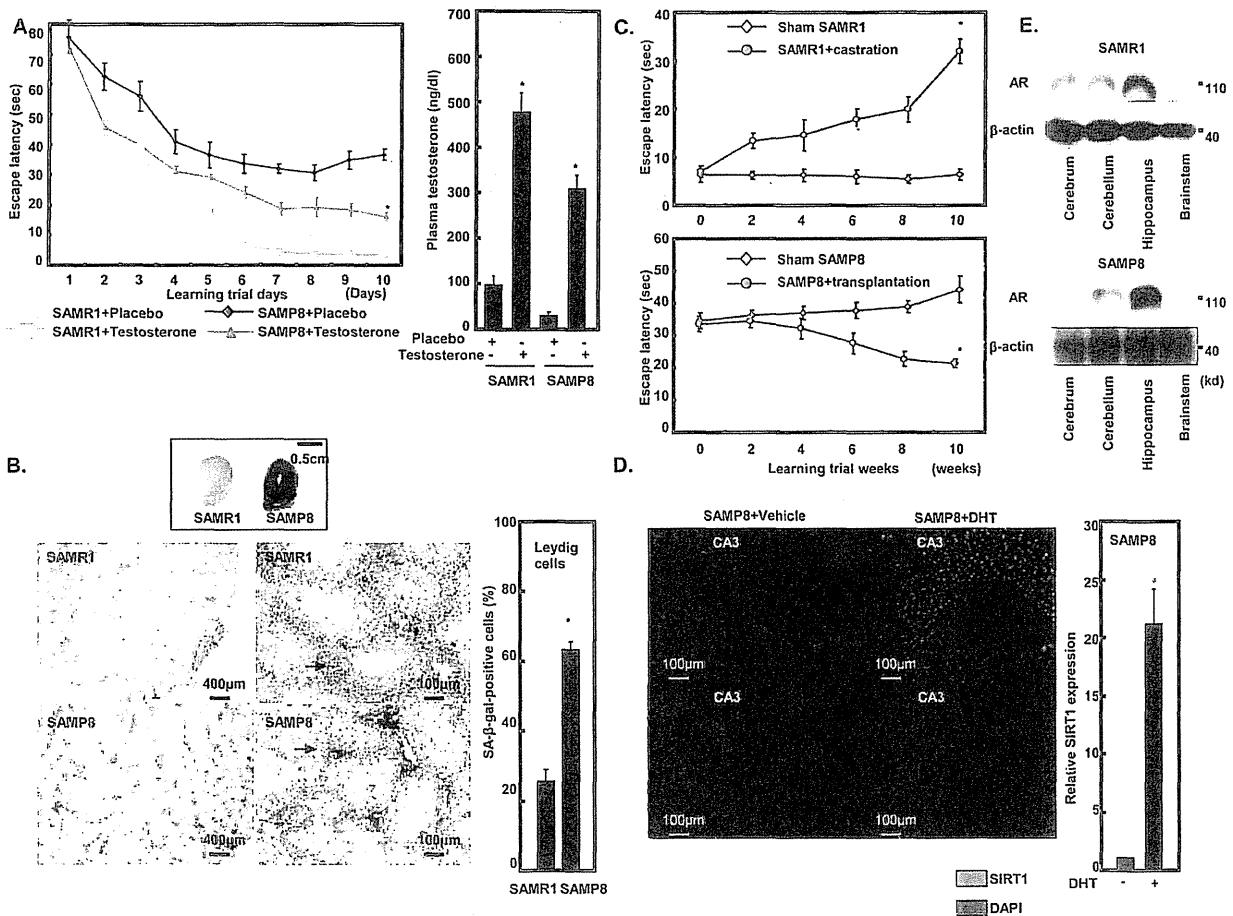 A.
80
70
60
50
40
30
20
10
0
Escape latency (sec)
1 2 3 4 5 6 7 8 9 10
Learning trial days (Days)
SAMR1+Placebo SAMP8+Placebo
SAMR1+Testosterone SAMP8+Testosterone
700
600
500
400
300
200
100
0
Plasma testosterone (ng/dl)
* *
Placebo + - + -
Testosterone - + - +
SAMR1 SAMP8
B.
0.5cm
SAMR1 SAMP8
SAMR1 SAMR1
400µm 100µm
SAMP8 SAMP8
400µm 100µm
100
80
60
40
20
0
SA-β-gal-positive cells (%)
Leydig
cells
*
SAMR1 SAMP8
C.
40
30
20
10
0
Escape latency (sec)
Sham SAMR1
SAMR1+castration
*
0 2 4 6 8 10
60
50
40
30
20
10
0
Escape latency (sec)
Sham SAMP8
SAMP8+transplantation
*
0 2 4 6 8 10
Learning trial weeks (weeks)
D.
SAMP8+Vehicle SAMP8+DHT
CA3 CA3
100µm 100µm
CA3 CA3
100µm 100µm
SIRT1
DAPI
30
25
20
15
10
5
0
Relative SIRT1 expression
SAMP8
*
DHT - +
E.
SAMR1
AR 110
β-actin 40
Cerebrum
Cerebellum
Hippocampus
Brainstem
SAMP8
AR 110
β-actin 40
(kd)
Cerebrum
Cerebellum
Hippocampus
Brainstem